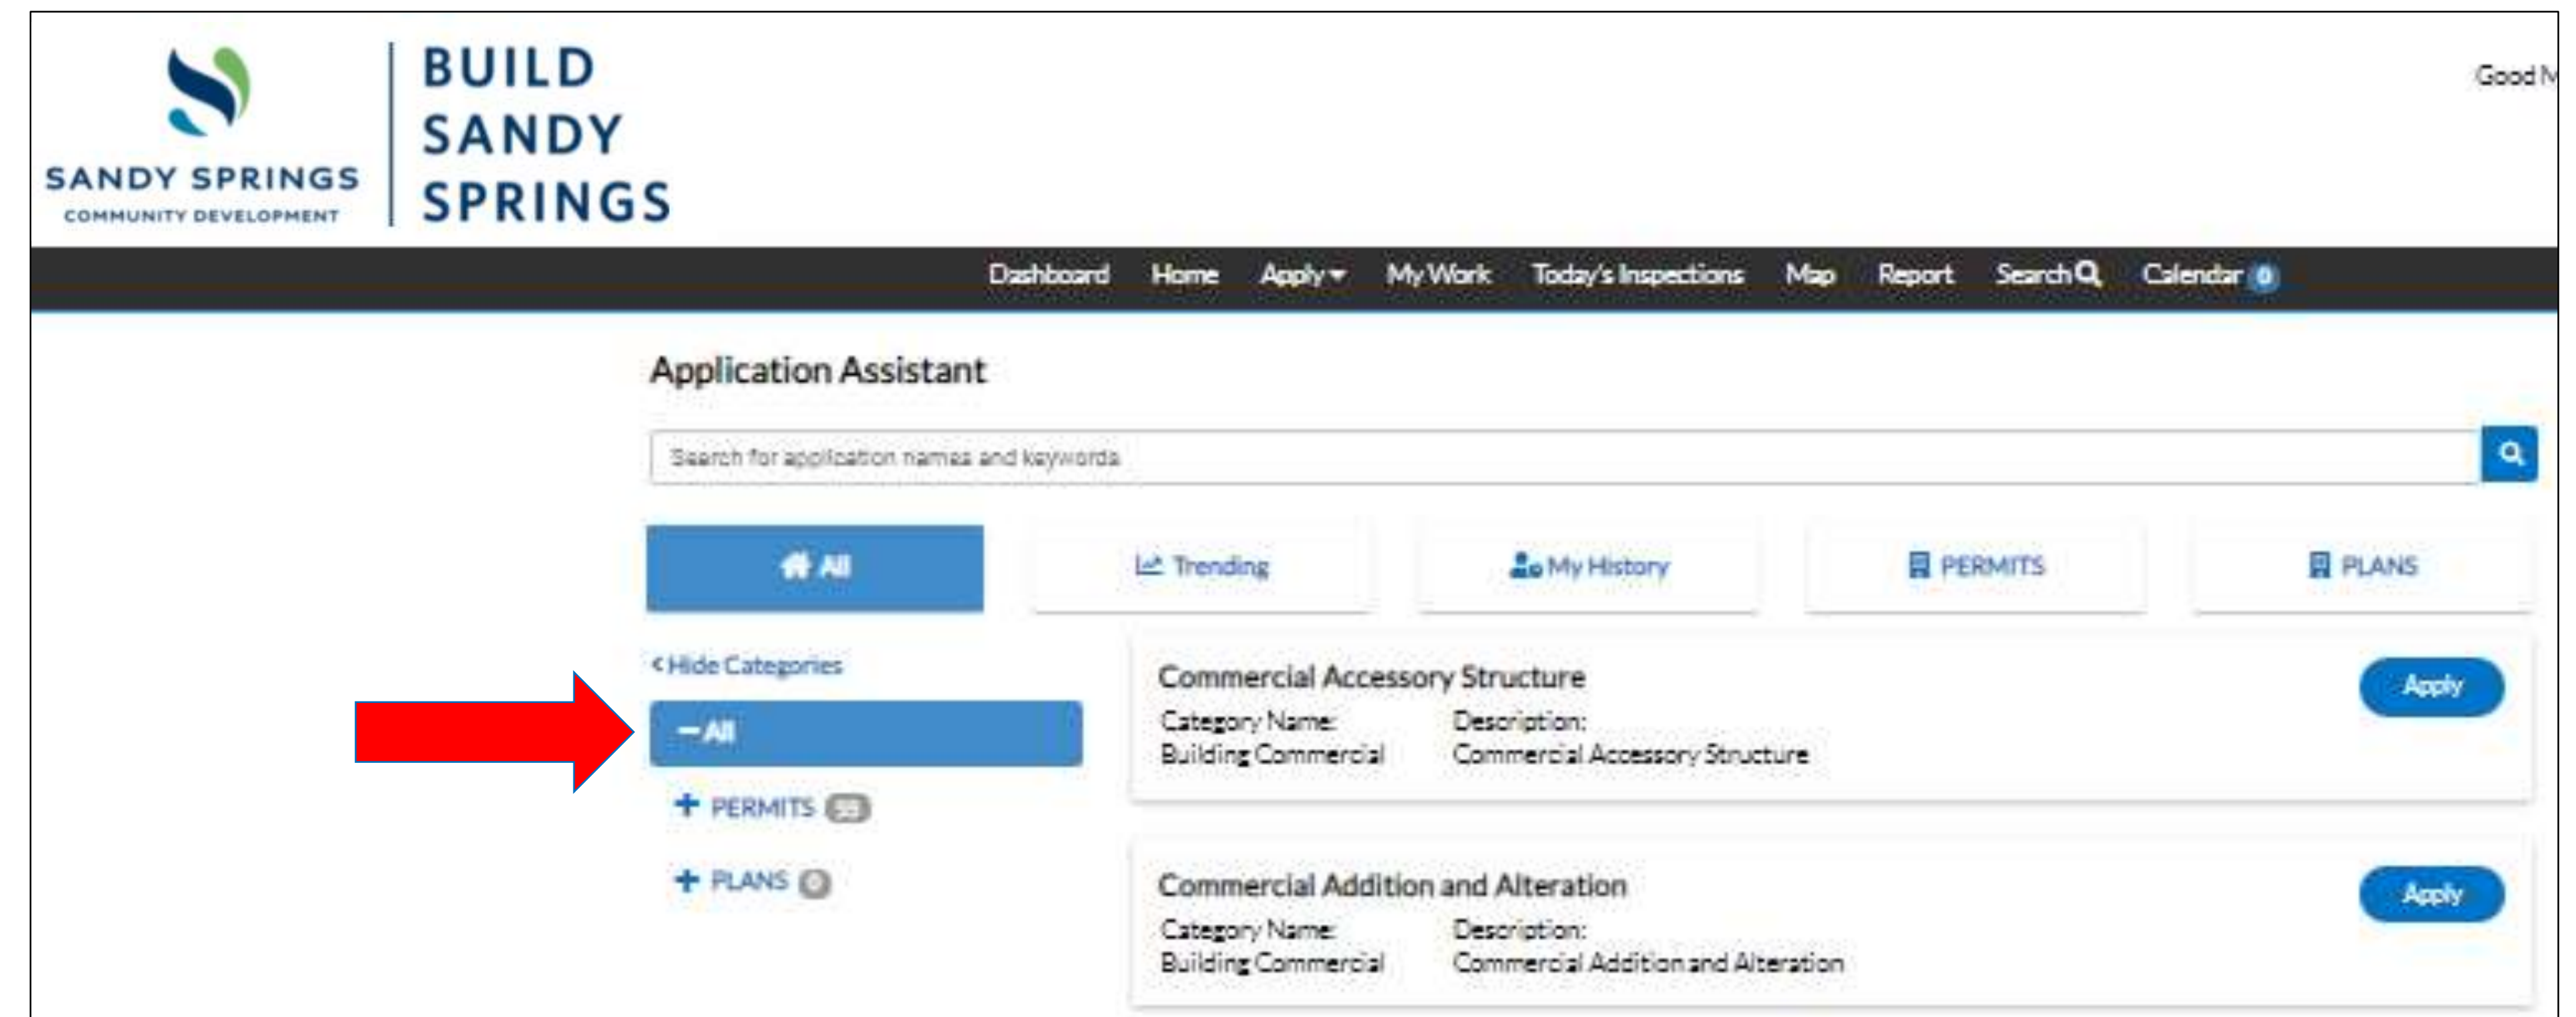 BUILD
SANDY
SPRINGS
SANDY SPRINGS
COMMUNITY DEVELOPMENT
Good M
Dashboard Home Apply My Work Today's Inspections Map Report Search Calendar 0
Application Assistant
Search for application names and keywords
All Trending My History PERMITS PLANS
Hide Categories
All
PERMITS
PLANS 0
Commercial Accessory Structure
Apply
Category Name: Description:
Building Commercial Commercial Accessory Structure
Commercial Addition and Alteration
Apply
Category Name: Description:
Building Commercial Commercial Addition and Alteration